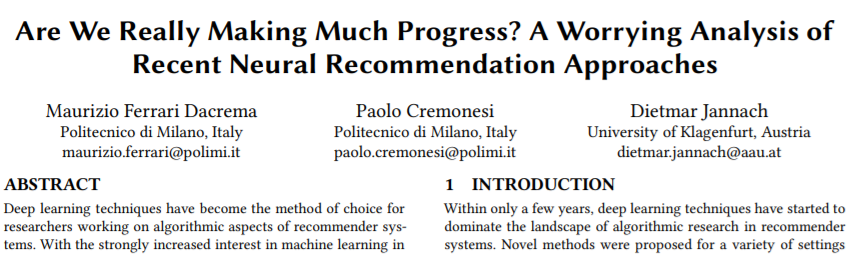 Are We Really Making Much Progress? A Worrying Analysis of
Recent Neural Recommendation Approaches
Maurizio Ferrari Dacrema
Politecnico di Milano, Italy
maurizio.ferrari@polimi.it
Paolo Cremonesi
Politecnico di Milano, Italy
paolo.cremonesi@polimi.it
Dietmar Jannach
University of Klagenfurt, Austria
dietmar.jannach@aau.at
ABSTRACT
Deep learning techniques have become the method of choice for
researchers working on algorithmic aspects of recommender sys-
tems. With the strongly increased interest in machine learning in
1 INTRODUCTION
Within only a few years, deep learning techniques have started to
dominate the landscape of algorithmic research in recommender
systems. Novel methods were proposed for a variety of settings